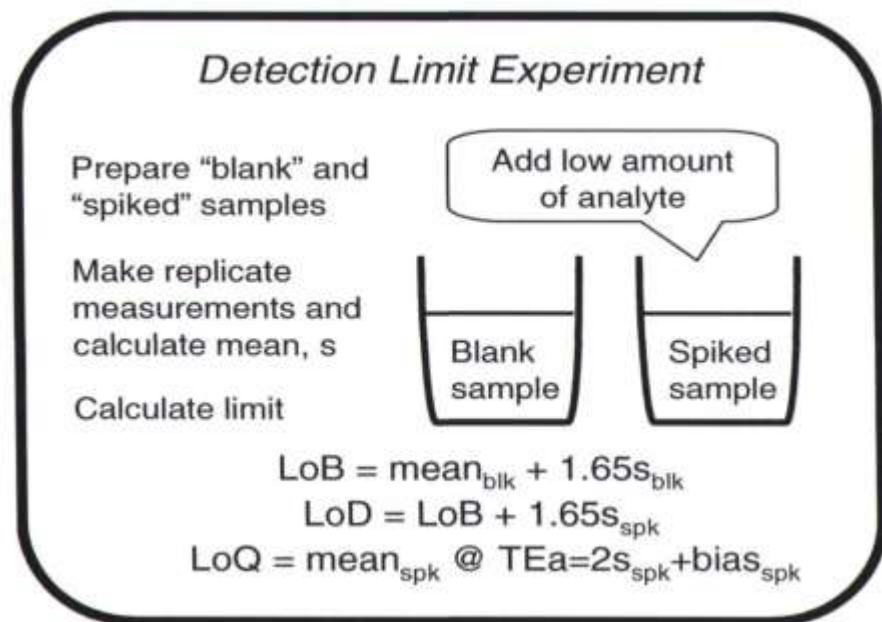 Detection Limit Experiment
Prepare “blank” and
“spiked” samples
Add low amount
of analyte
Make replicate
measurements and
calculate mean, s
Blank
sample
Spiked
sample
Calculate limit
LoB = mean_blk + 1.65s_blk
LoD = LoB + 1.65s_spk
LoQ = mean_spk @ TEa=2s_spk+bias_spk